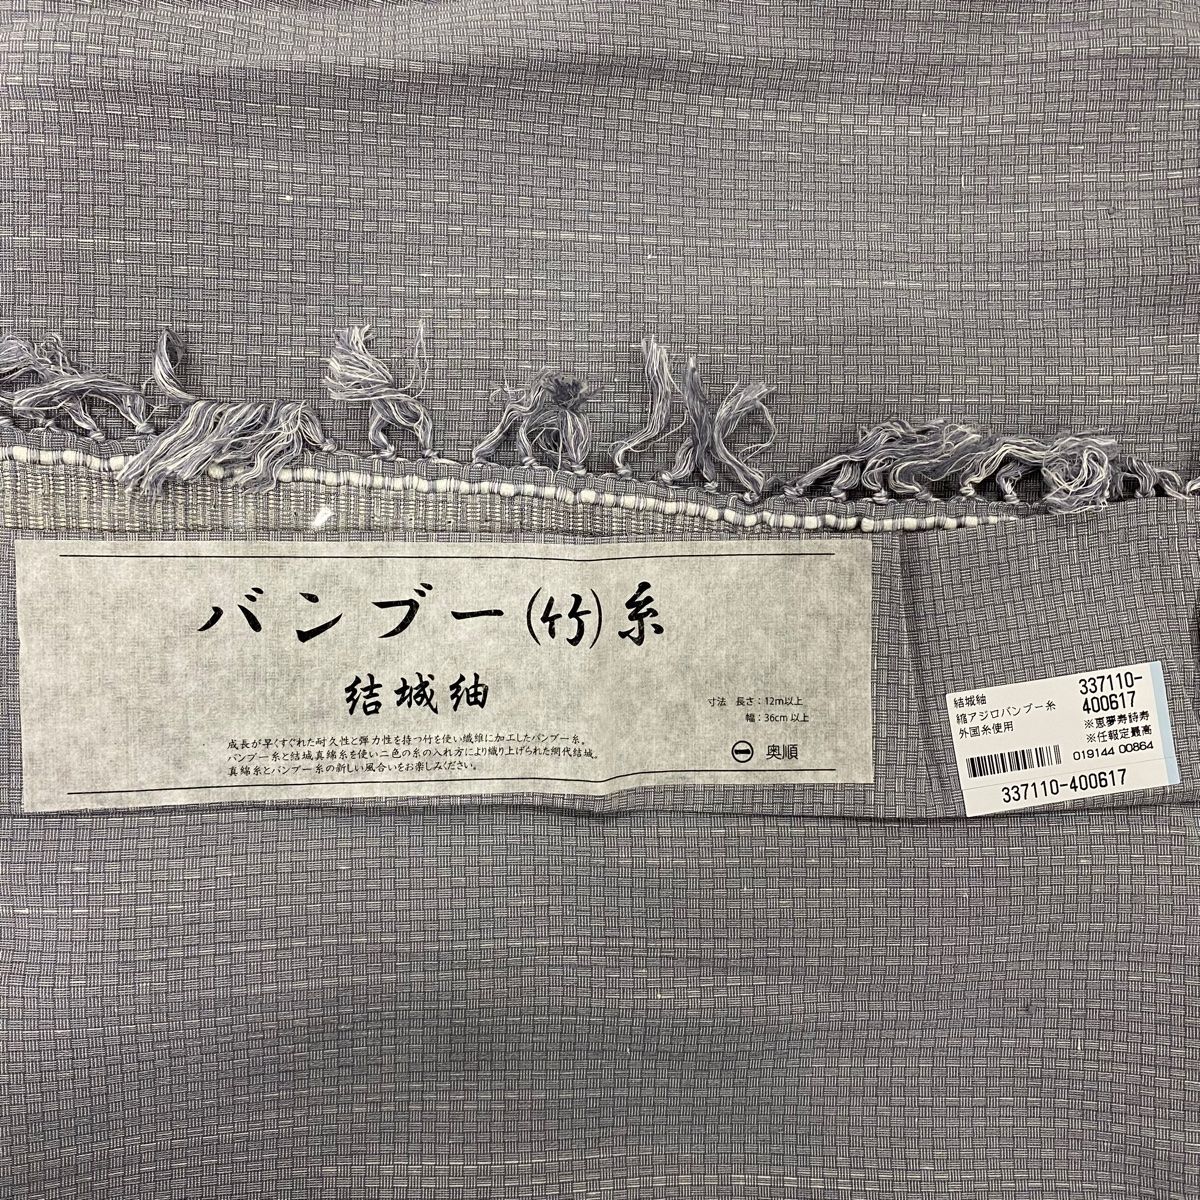 バンブー(竹)糸
結城紬
成長が早くすぐれた耐久性と弾力性を持つ竹を使い繊維に加工したバンブー糸。
バンブー糸と結城真綿糸を使い二色の糸の入れ方により織り上げられた網代結城。
真綿糸とバンブー糸の新しい風合いをお楽しみください。
寸法 長さ：12m以上
幅：36cm 以上
㊀ 奥順
結城紬
縞アジロバンブー糸
外国糸使用
337110-
400617
※恵夢寿詩寿
※任報定最高
019144 00864
337110-400617